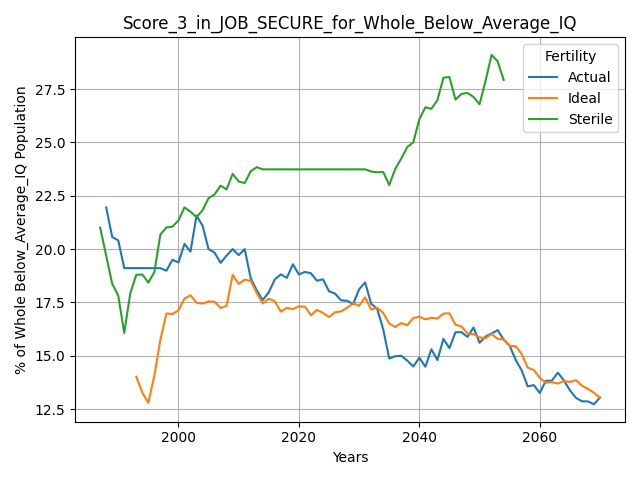 Score_3_in_JOB_SECURE_for_Whole_Below_Average_IQ
% of Whole Below_Average_IQ Population
27.5
25.0
22.5
20.0
17.5
15.0
12.5
Fertility
Actual
Ideal
Sterile
2000 2020 2040 2060
Years